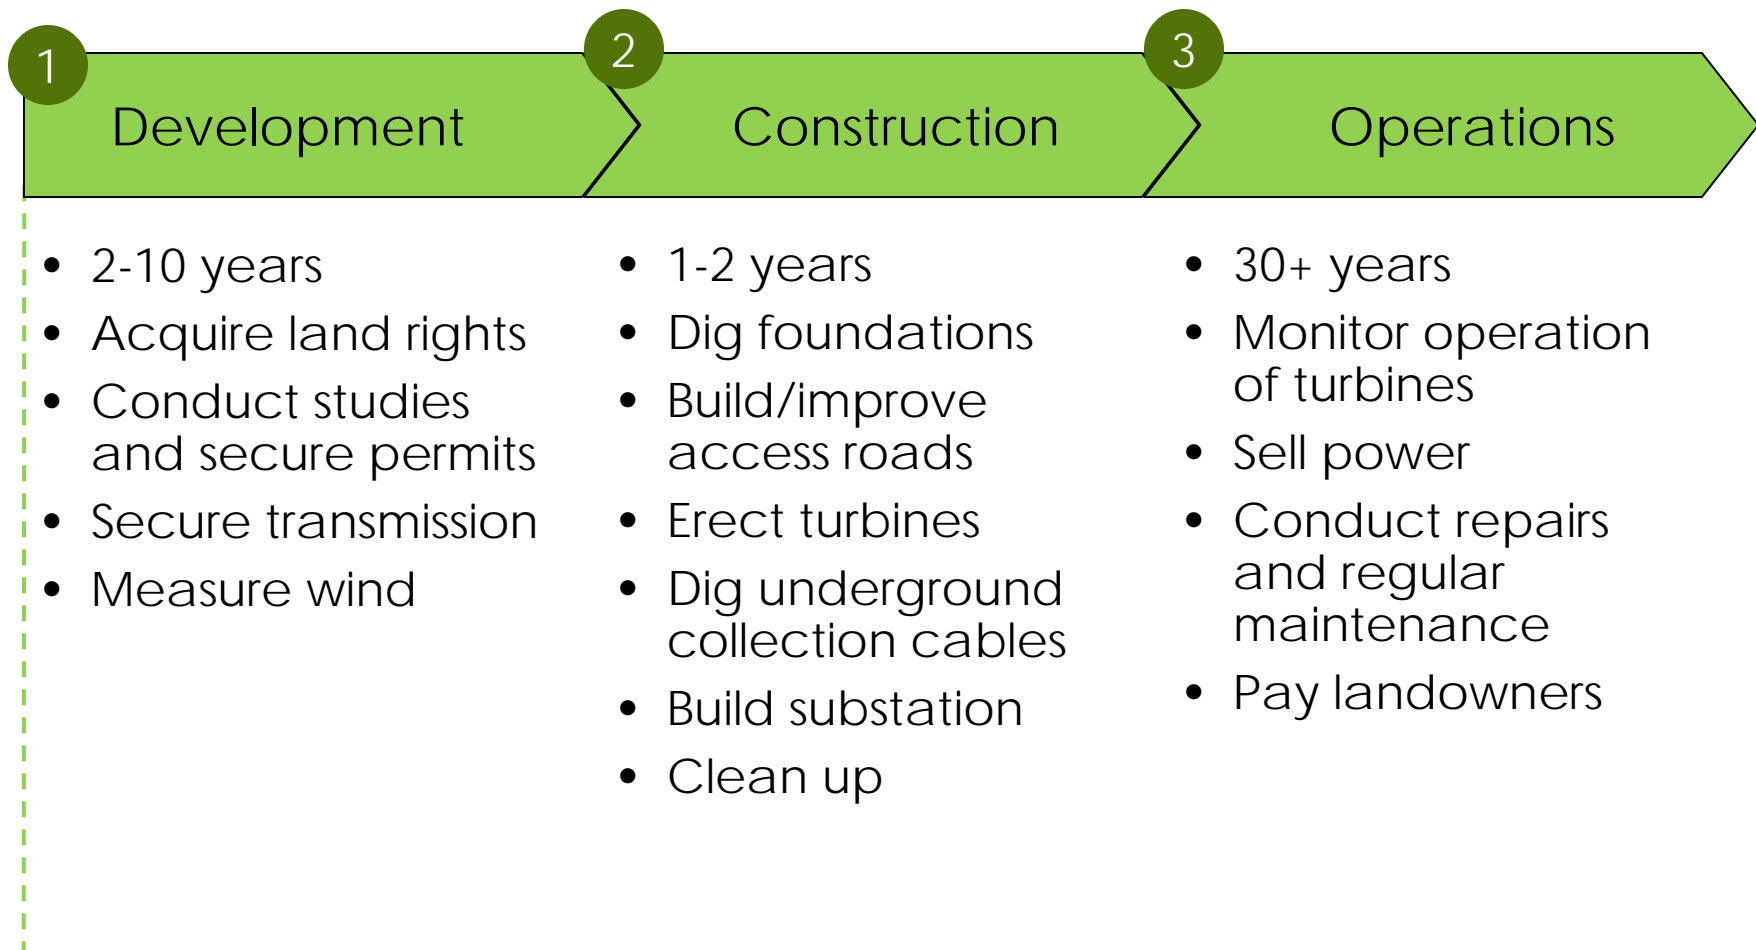 1
Development
2
Construction
3
Operations
• 2-10 years
• Acquire land rights
• Conduct studies
and secure permits
• Secure transmission
• Measure wind
• 1-2 years
• Dig foundations
• Build/improve
access roads
• Erect turbines
• Dig underground
collection cables
• Build substation
• Clean up
• 30+ years
• Monitor operation
of turbines
• Sell power
• Conduct repairs
and regular
maintenance
• Pay landowners